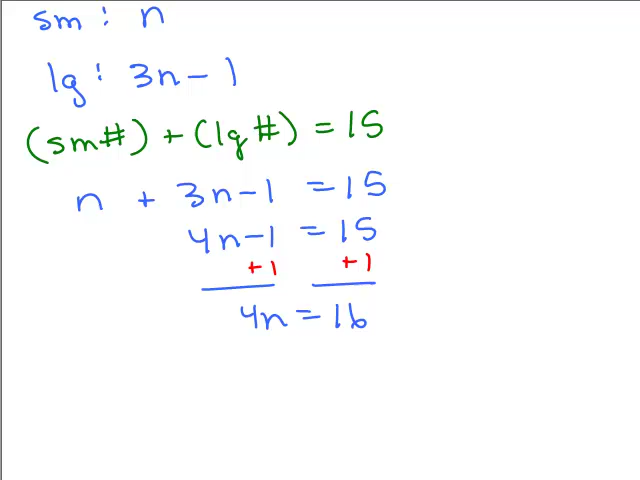 sm : n
lg : 3n - 1
(sm#) + (lg #) = 15
n + 3n - 1 = 15
4n - 1 = 15
+ 1 + 1
4n = 16